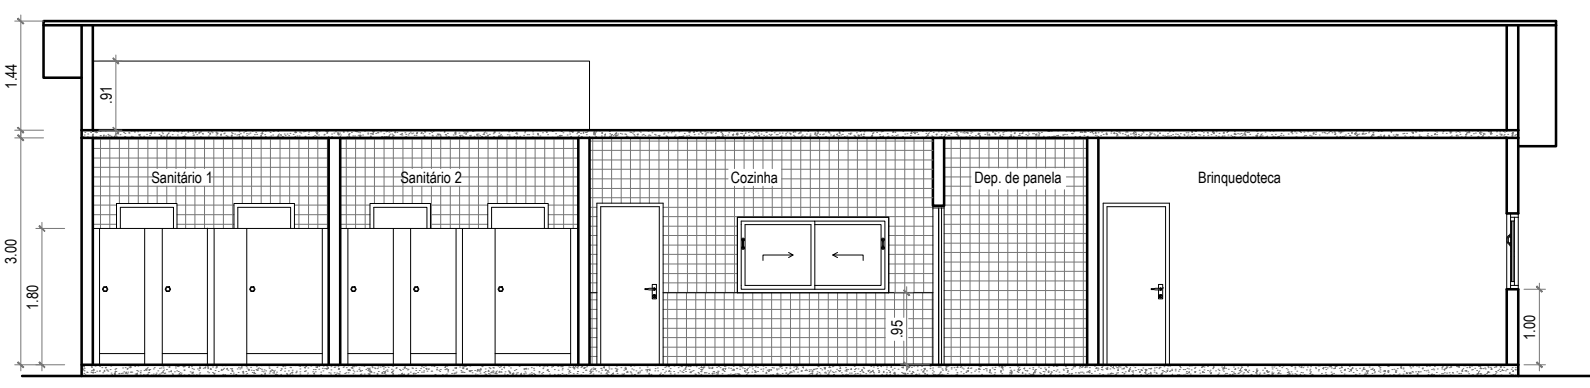 1.44
.91
Sanitário 1
Sanitário 2
Cozinha
Dep. de panela
Brinquedoteca
3.00
1.80
.95
1.00